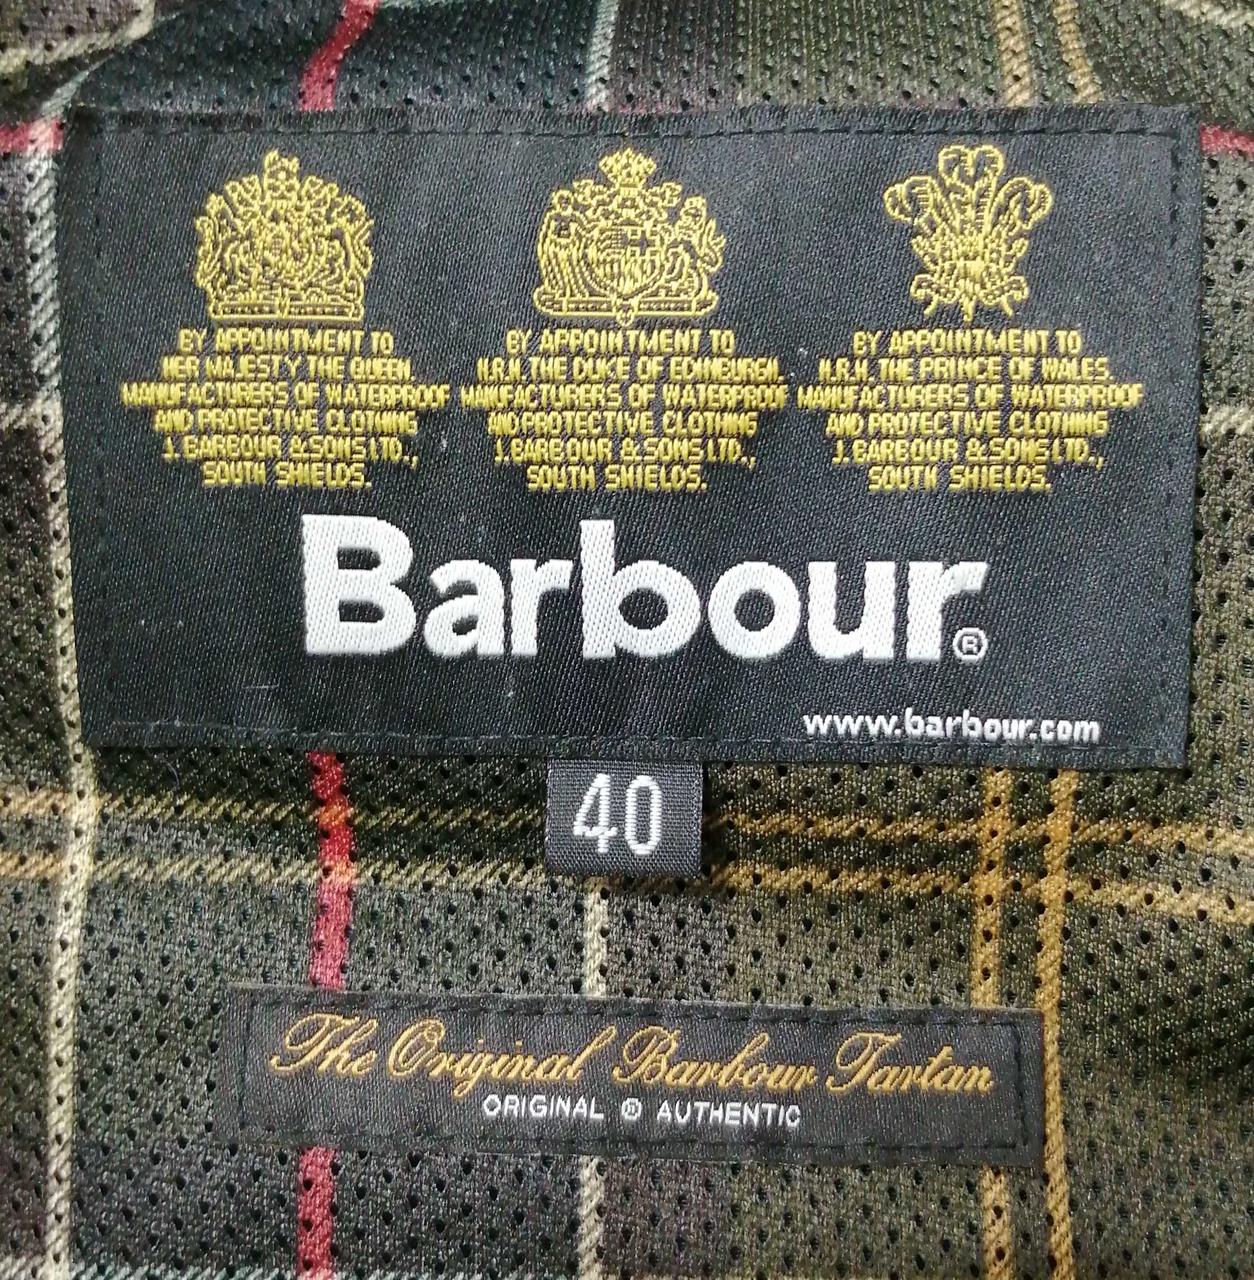 BY APPOINTMENT TO
HER MAJESTY THE QUEEN
MANUFACTURERS OF WATERPROOF
AND PROTECTIVE CLOTHING
J. BARBOUR & SONS LTD.,
SOUTH SHIELDS.
BY APPOINTMENT TO
H.R.H. THE DUKE OF EDINBURGH
MANUFACTURERS OF WATERPROOF
AND PROTECTIVE CLOTHING
J. BARBOUR & SONS LTD.,
SOUTH SHIELDS.
BY APPOINTMENT TO
H.R.H. THE PRINCE OF WALES
MANUFACTURERS OF WATERPROOF
AND PROTECTIVE CLOTHING
J. BARBOUR & SONS LTD.,
SOUTH SHIELDS.
Barbour®
www.barbour.com
40
The Original Barbour Tartan
ORIGINAL ® AUTHENTIC